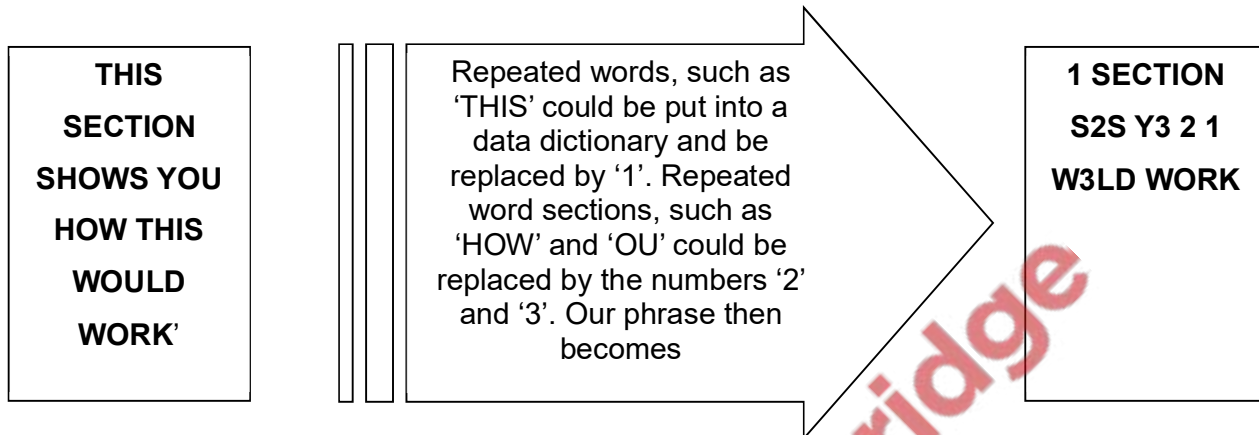 THIS
SECTION
SHOWS YOU
HOW THIS
WOULD
WORK’
Repeated words, such as
‘THIS’ could be put into a
data dictionary and be
replaced by ‘1’. Repeated
word sections, such as
‘HOW’ and ‘OU’ could be
replaced by the numbers ‘2’
and ‘3’. Our phrase then
becomes
1 SECTION
S2S Y3 2 1
W3LD WORK
ridge